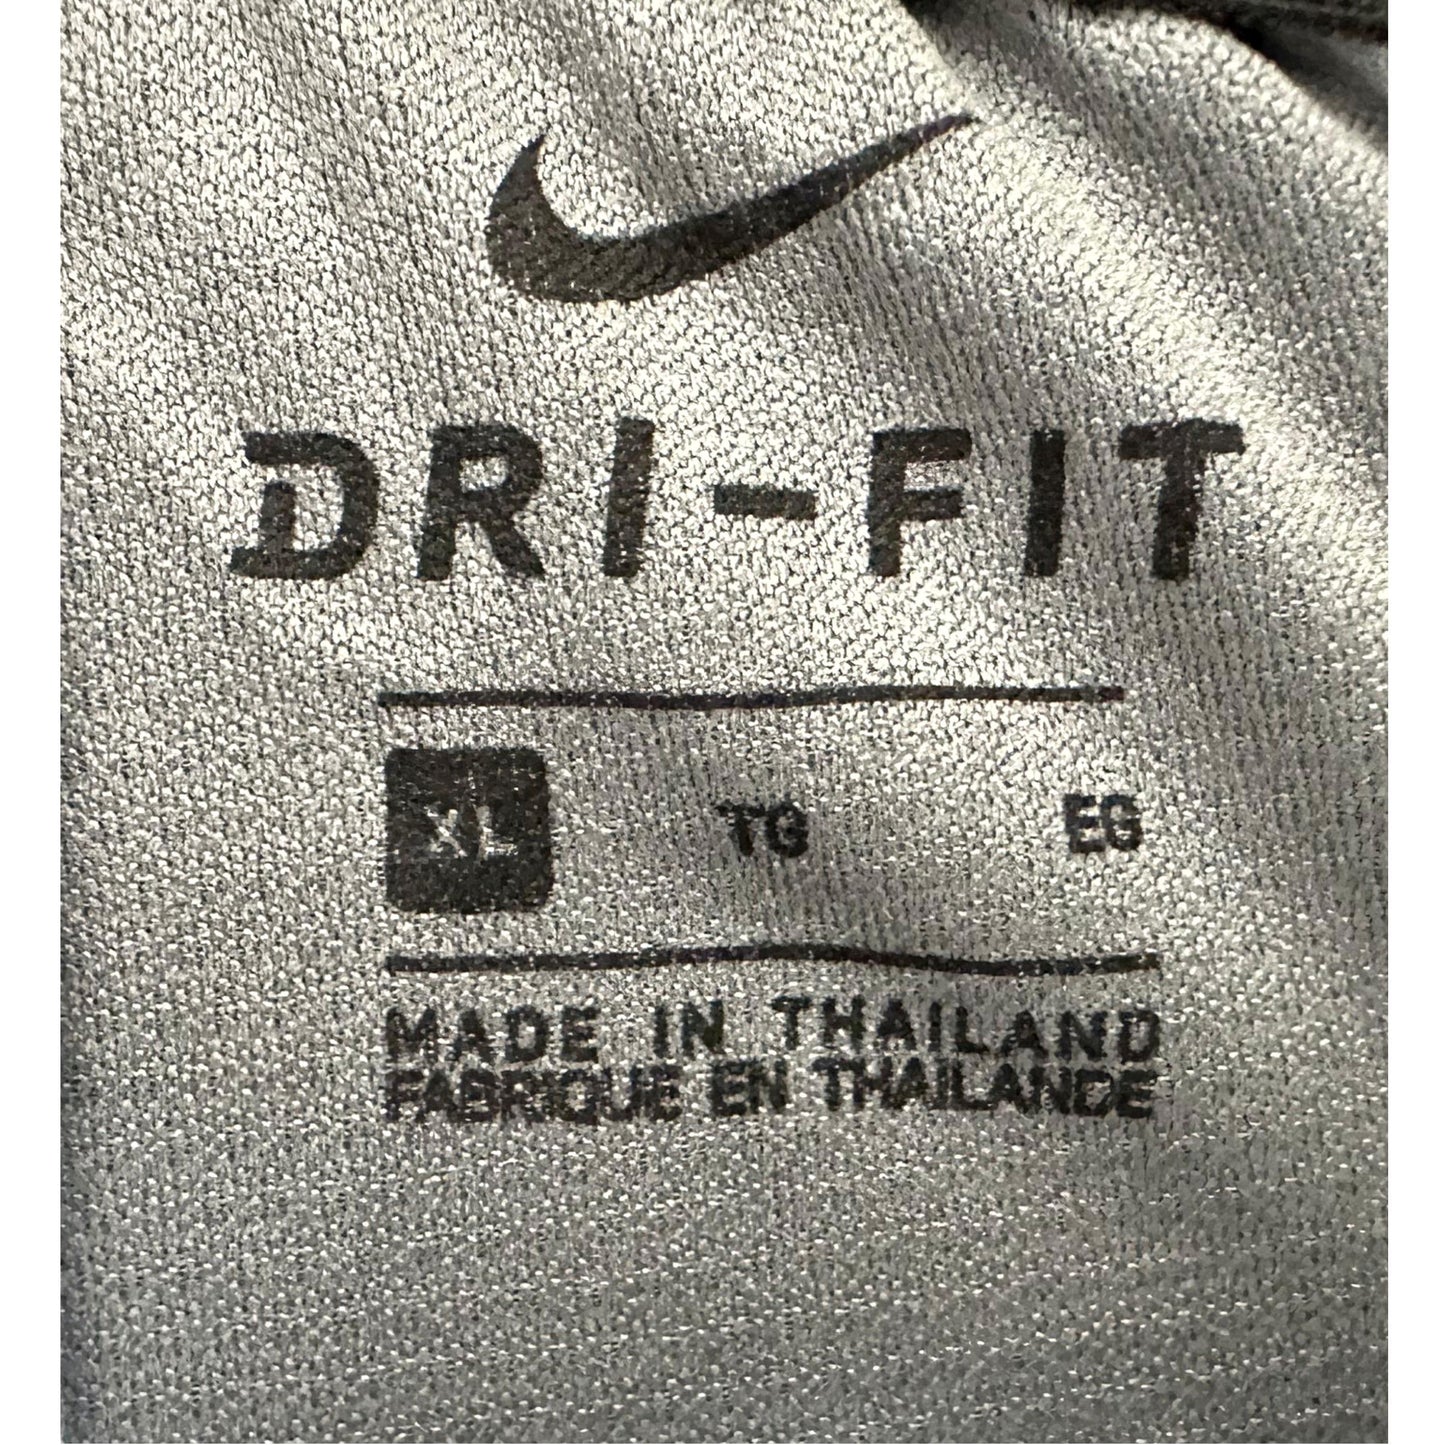 DRI-FIT
XL TG EG
MADE IN THAILAND
FABRIQUE EN THAILANDE